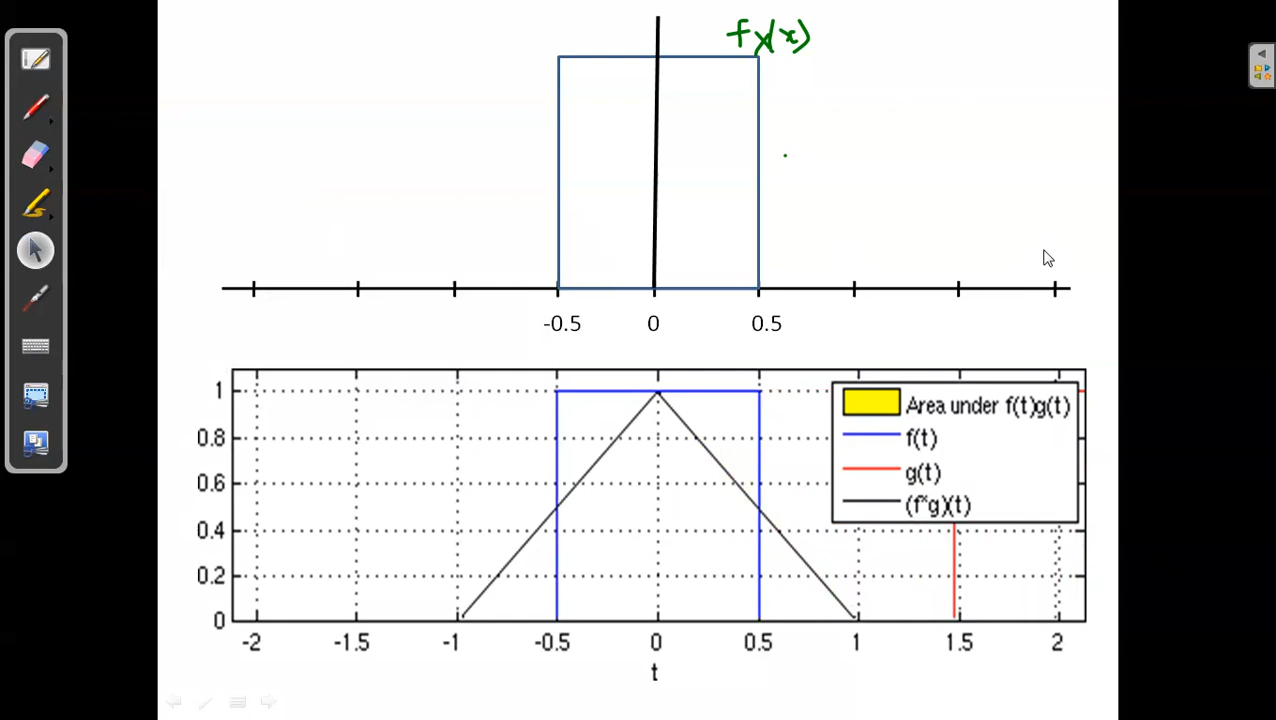 fx(x)
-0.5 0 0.5
1
0.8
0.6
0.4
0.2
0
Area under f(t)g(t)
f(t)
g(t)
(f*g)(t)
-2 -1.5 -1 -0.5 0 0.5 1 1.5 2
t